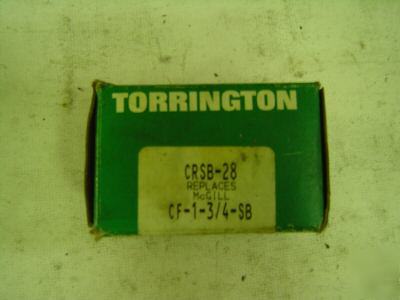 TORRINGTON
CRSB-28
REPLACES
McGILL
CF-1-3/4-SB